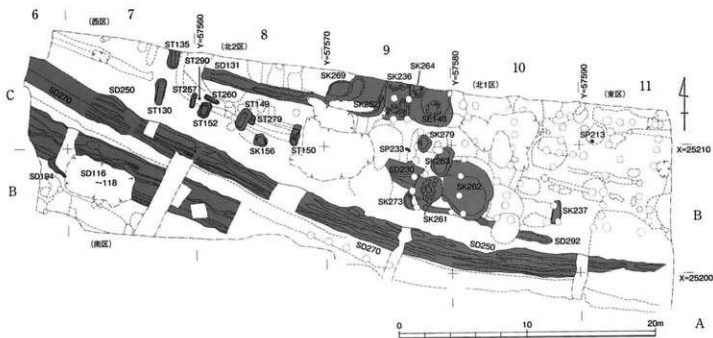 6
(西区)
7
Y=57560
(北2区)
8
Y=57570
9
Y=57580
10
Y=57590
11
(東区)
(北1区)
ST135
ST290
ST257
SD131
SK269
SK236
SK264
C
SD270
SD250
ST130
ST260
ST152
ST149
ST279
SK156
ST150
SK252
SE148
SK279
SP233
SK263
SP213
X=25210
B
SD194
SD116
~118
SD230
SK262
SK273
SK261
SK237
B
(南区)
SD270
SD250
SD292
X=25200
A
0
10
20m